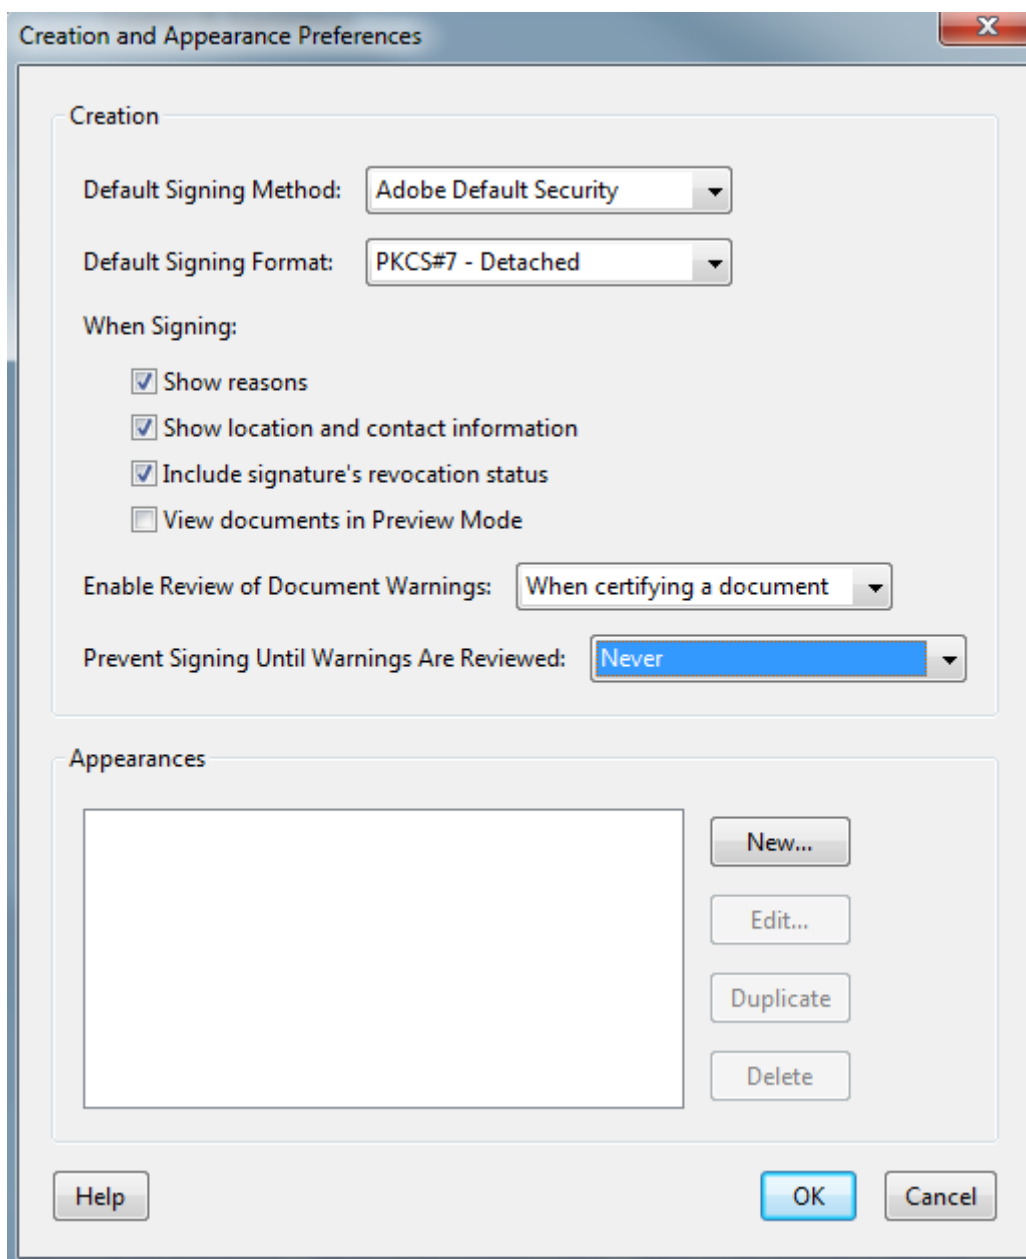 Creation and Appearance Preferences
Creation
Default Signing Method: Adobe Default Security
Default Signing Format: PKCS#7 - Detached
When Signing:
Show reasons
Show location and contact information
Include signature's revocation status
View documents in Preview Mode
Enable Review of Document Warnings: When certifying a document
Prevent Signing Until Warnings Are Reviewed: Never
Appearances
New...
Edit...
Duplicate
Delete
Help OK Cancel